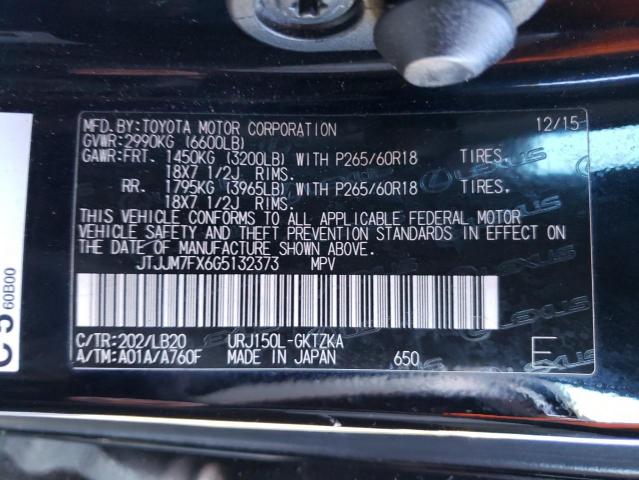 MFD.BY:TOYOTA MOTOR CORPORATION 12/15
GVWR:2990KG (6600LB)
GAWR:FRT. 1450KG (3200LB) WITH P265/60R18 TIRES,
18X7 1/2J RIMS.
RR. 1795KG (3965LB) WITH P265/60R18 TIRES,
18X7 1/2J RIMS.
THIS VEHICLE CONFORMS TO ALL APPLICABLE FEDERAL MOTOR
VEHICLE SAFETY AND THEFT PREVENTION STANDARDS IN EFFECT ON
THE DATE OF MANUFACTURE SHOWN ABOVE.
JTJJM7FX6G5132373 MPV
C/TR:202/LB20 URJ150L-GKTZKA
A/TM:A01A/A760F MADE IN JAPAN 650 E
LEXUS
LEXUS
C5
60B00